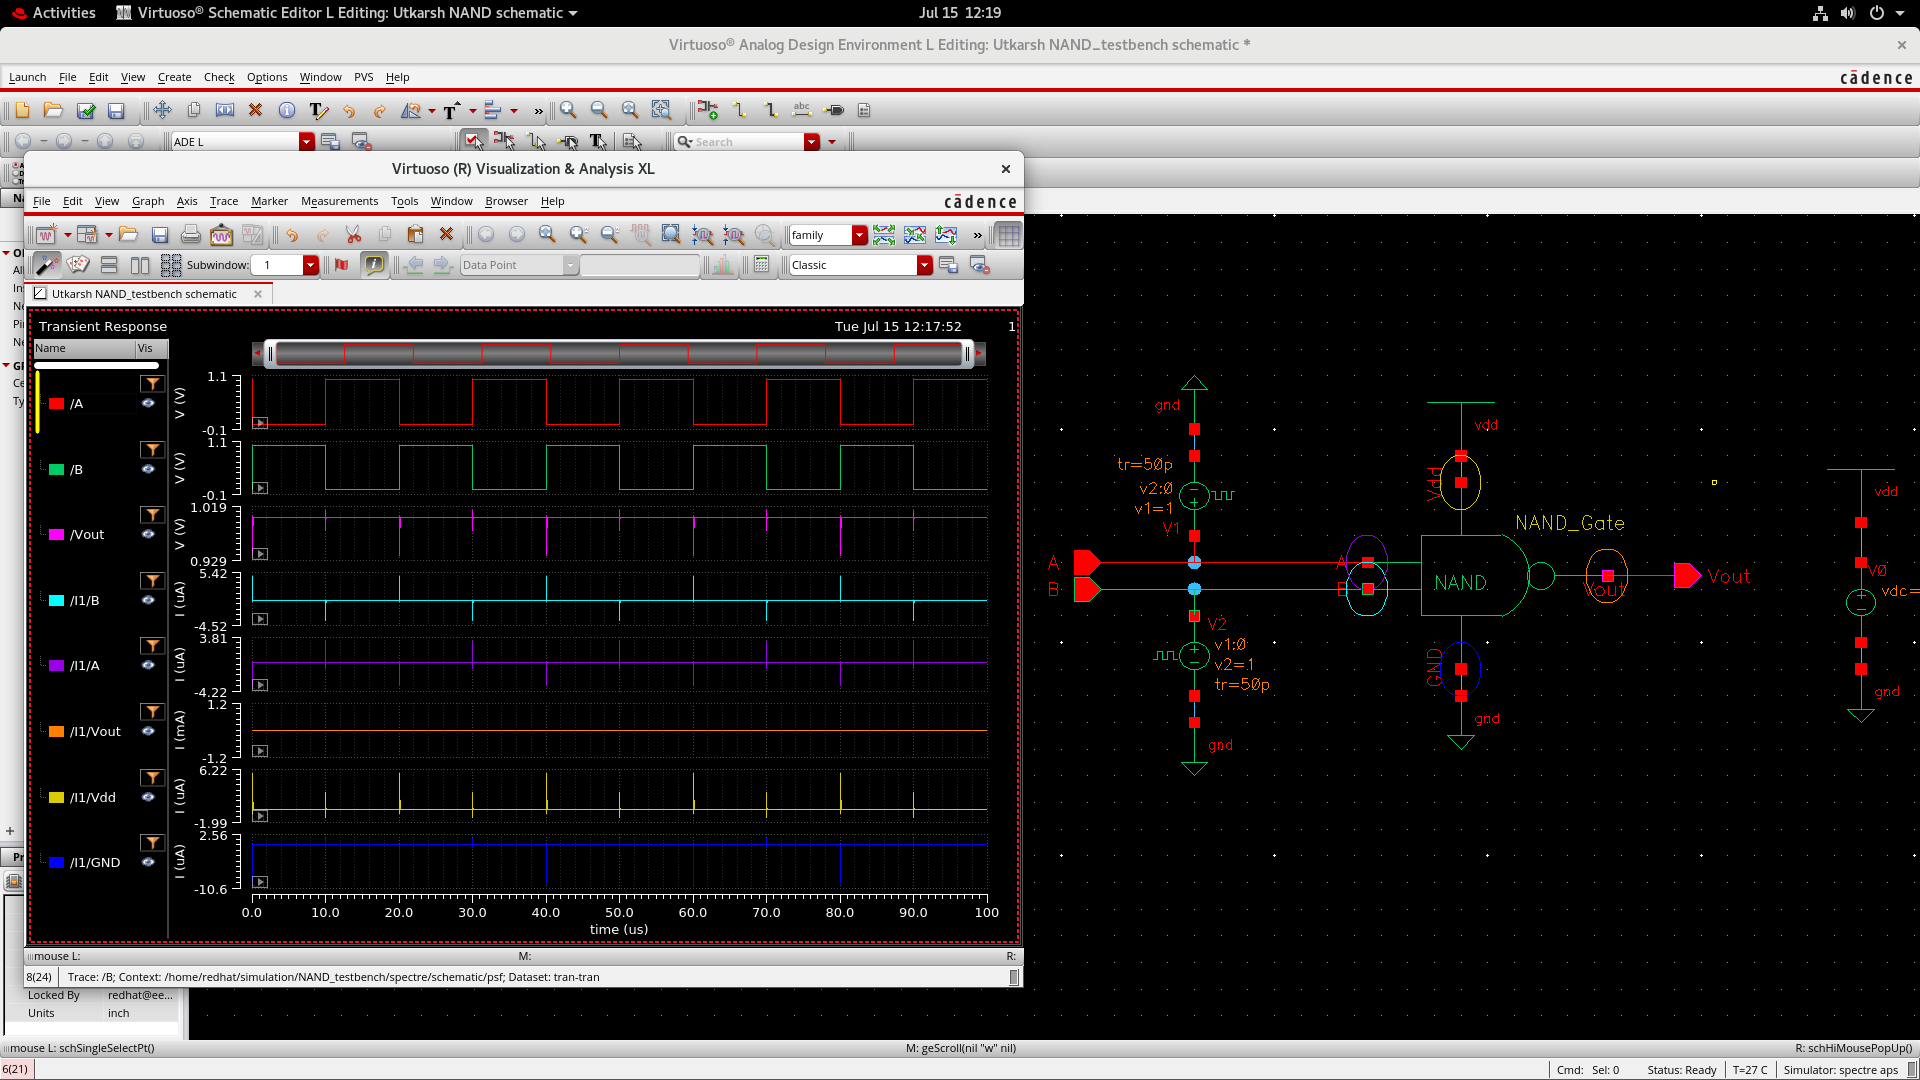 Activities
Virtuoso® Schematic Editor L Editing: Utkarsh NAND schematic
Jul 15 12:19
Virtuoso® Analog Design Environment L Editing: Utkarsh NAND_testbench schematic *
Launch File Edit View Create Check Options Window PVS Help
cādence
ADE L
Search
Virtuoso (R) Visualization & Analysis XL
File Edit View Graph Axis Trace Marker Measurements Tools Window Browser Help
cādence
family
Subwindow: 1
Data Point
Classic
Utkarsh NAND_testbench schematic
Transient Response
Tue Jul 15 12:17:52
1
Name Vis
/A
1.1
V (V)
-0.1
/B
1.1
V (V)
-0.1
/Vout
1.019
V (V)
0.929
/I1/B
5.42
I (uA)
-4.52
/I1/A
3.81
I (uA)
-4.22
/I1/Vout
1.2
I (mA)
-1.2
/I1/Vdd
6.22
I (uA)
-1.99
/I1/GND
2.56
I (uA)
-10.6
0.0 10.0 20.0 30.0 40.0 50.0 60.0 70.0 80.0 90.0 100
time (us)
mouse L: M: R:
8(24) Trace: /B; Context: /home/redhat/simulation/NAND_testbench/spectre/schematic/psf; Dataset: tran-tran
Locked By redhat@ee...
Units inch
gnd
tr=50p
v2:0
v1=1
V1
A
B
V2
v1:0
v2=1
tr=50p
gnd
vdd
Vdd
NAND_Gate
A
B
NAND
Vout
Vout
GND
gnd
vdd
V0
vdc=
gnd
mouse L: schSingleSelectPt()
M: geScroll(nil "w" nil)
R: schHiMousePopUp()
6(21)
Cmd: Sel: 0
Status: Ready
T=27 C
Simulator: spectre aps